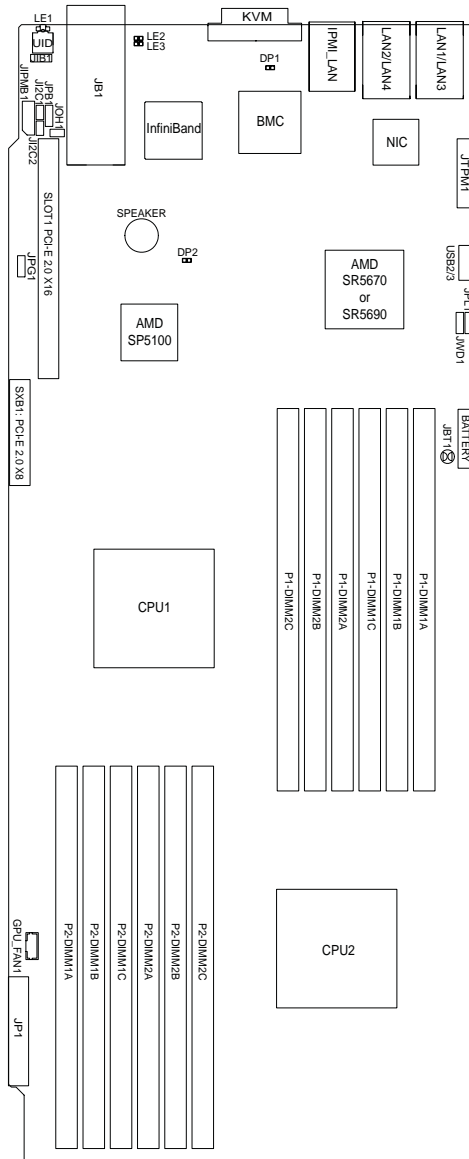 LE1
UID
JIB1
JIPMB1
JI2C1
JPB1
JOH1
JI2C2
JB1
LE2
LE3
KVM
DP1
IPMI_LAN
LAN2/LAN4
LAN1/LAN3
InfiniBand
BMC
NIC
JTPM1
SLOT1 PCI-E 2.0 X16
SPEAKER
DP2
JPG1
AMD
SP5100
AMD
SR5670
or
SR5690
USB2/3
JPL1
JWD1
SXB1: PCI-E 2.0 X8
JBT1
BATTERY
CPU1
P1-DIMM2C
P1-DIMM2B
P1-DIMM2A
P1-DIMM1C
P1-DIMM1B
P1-DIMM1A
GPU_FAN1
JP1
P2-DIMM1A
P2-DIMM1B
P2-DIMM1C
P2-DIMM2A
P2-DIMM2B
P2-DIMM2C
CPU2